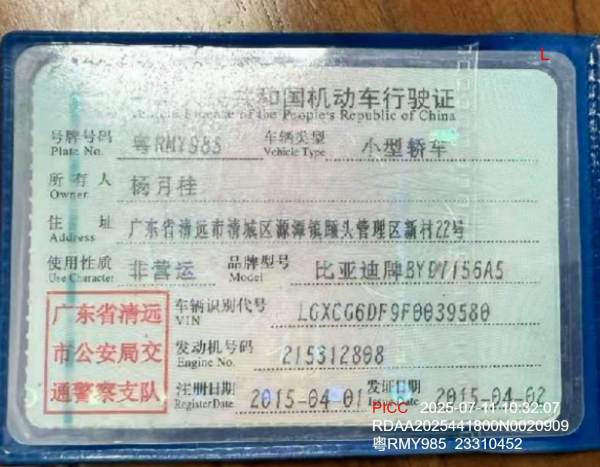 共和国机动车行驶证
Vehicle License of the People's Republic of China
号牌号码 粤RMY985 车辆类型 小型轿车
Plate No. Vehicle Type
所有人 杨月桂
Owner
住址 广东省清远市清城区源潭镇踵头管理区新村22号
Address
使用性质 非营运 品牌型号 比亚迪牌BYD7156A5
Use Character Model
广东省清远
市公安局交
通警察支队
车辆识别代号 LGXCG6DF9F0039580
VIN
发动机号码 215312808
Engine No.
注册日期 2015-04-01 发证日期 2015-04-02
Register Date Issue Date
PICC 2025-07-11 10:32:07
RDAA2025441800N0020909
粤RMY985 23310452
L